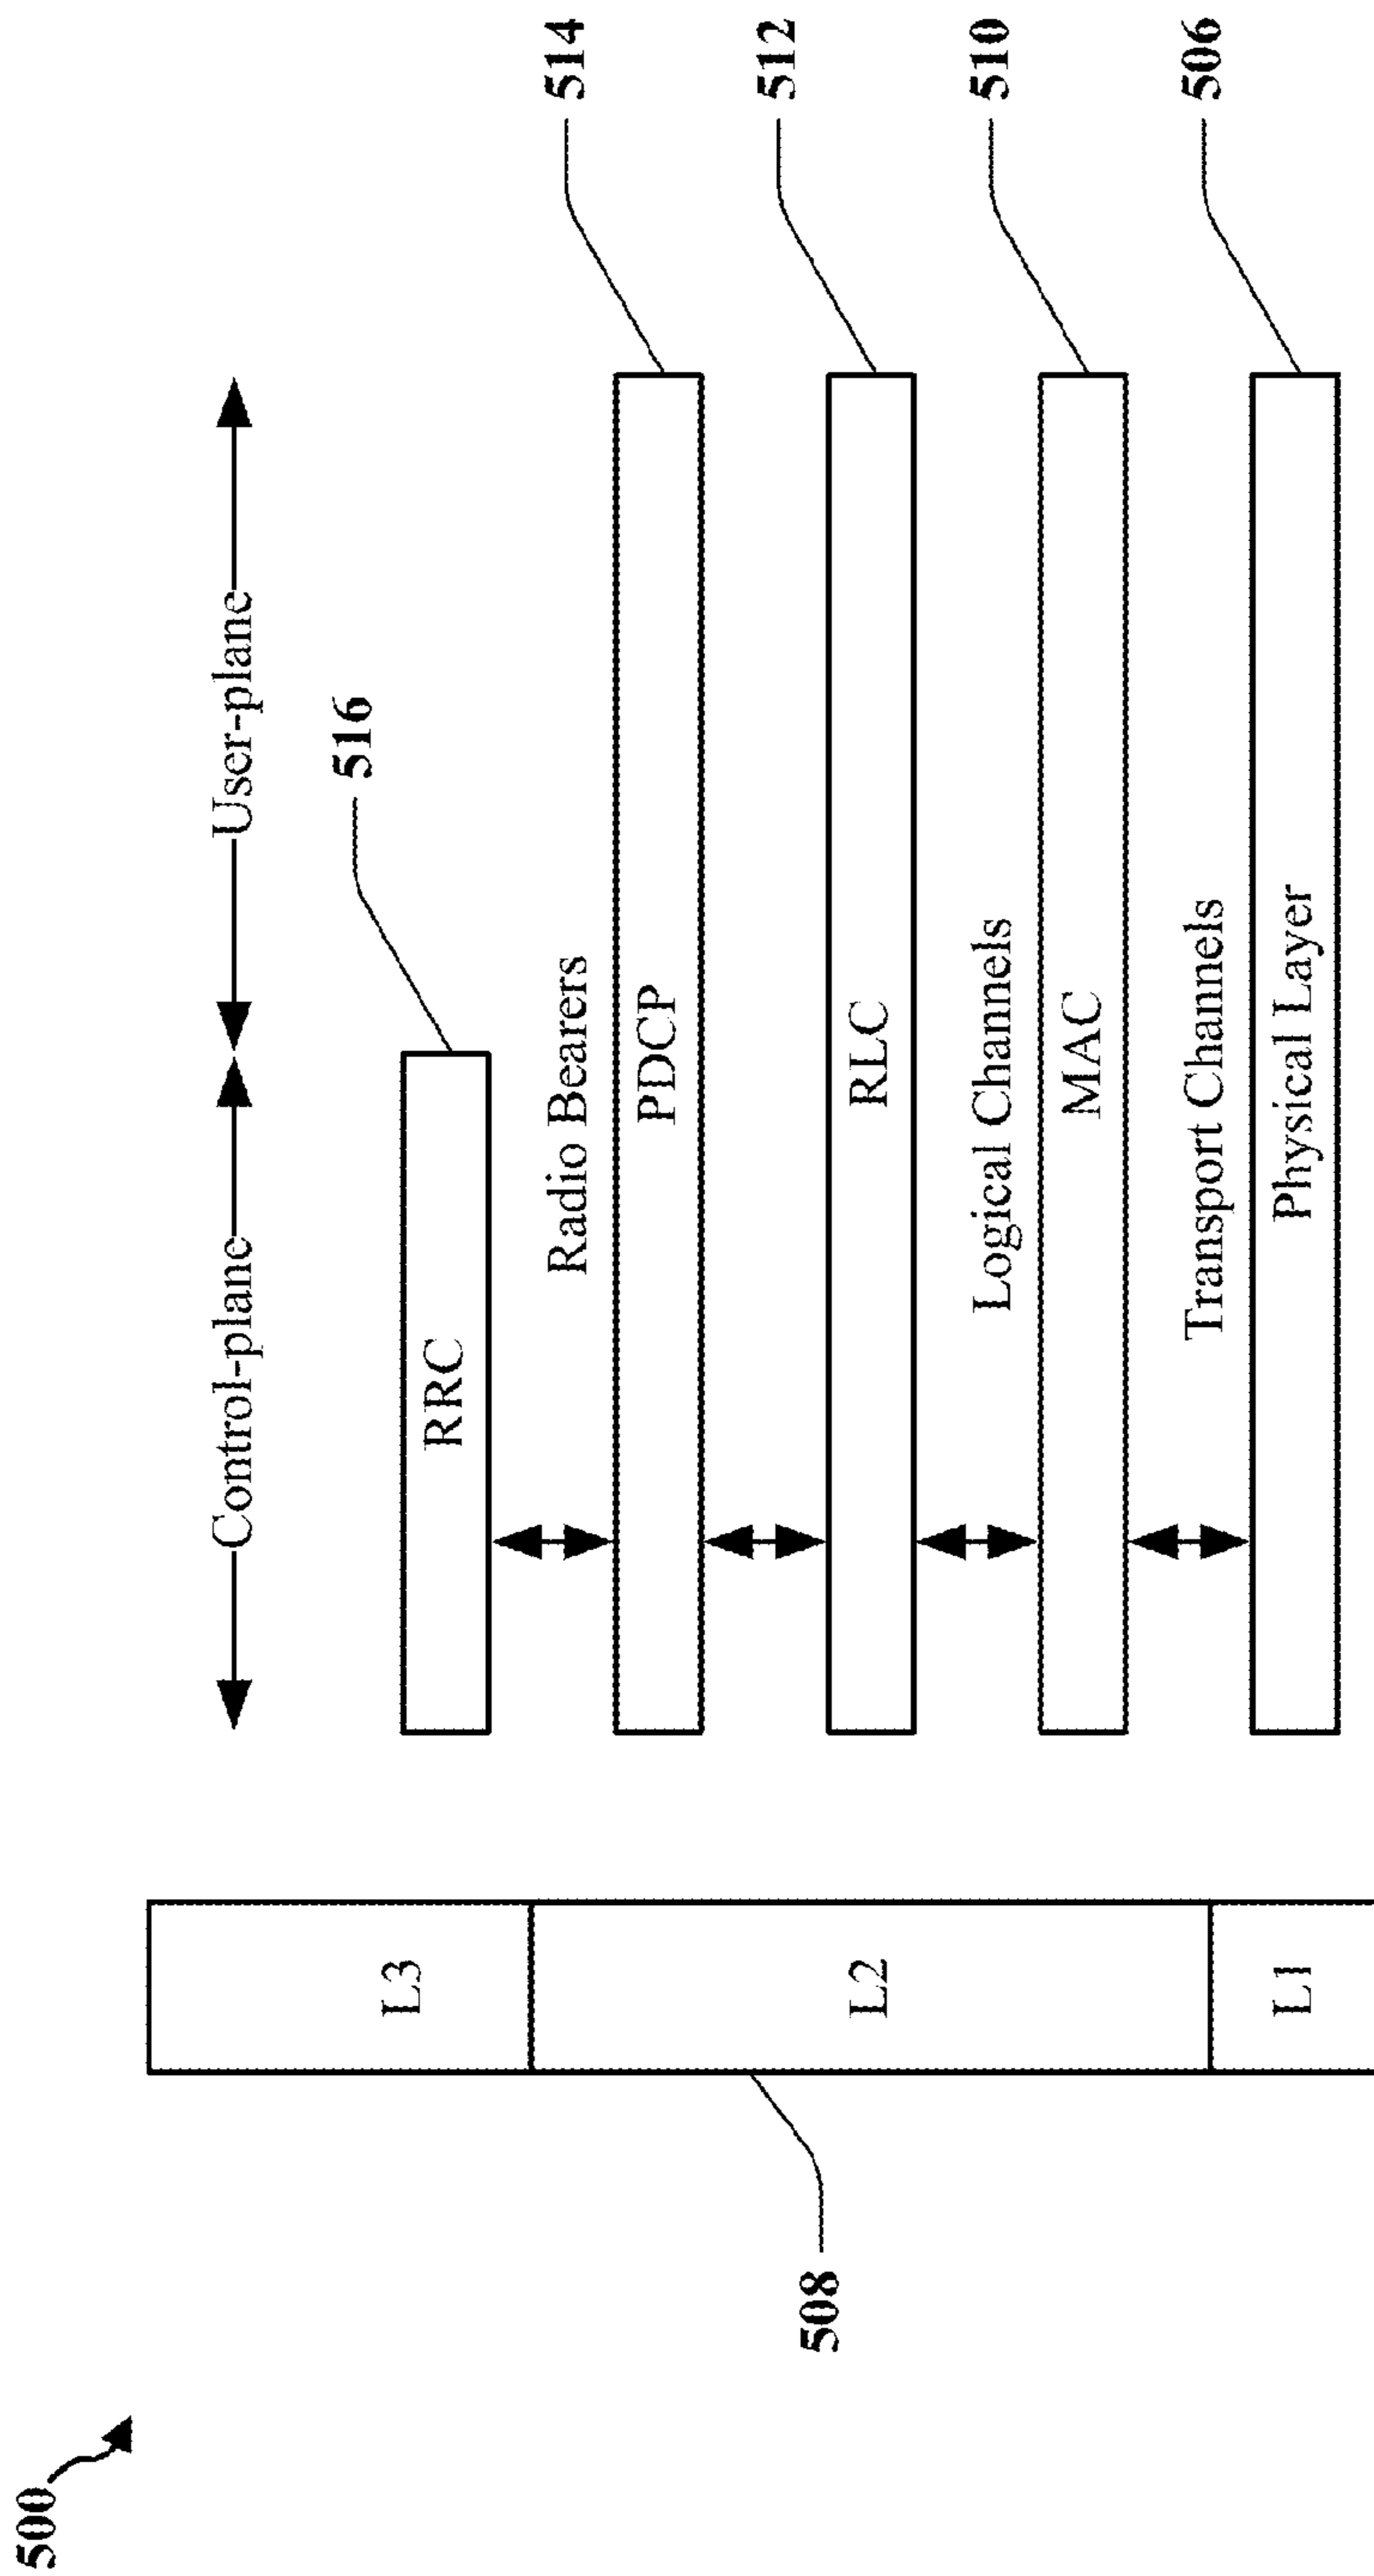 500
Control-plane
User-plane
516
L3
RRC
Radio Bearers
514
PDCP
512
L2
RLC
508
Logical Channels
510
MAC
Transport Channels
506
L1
Physical Layer